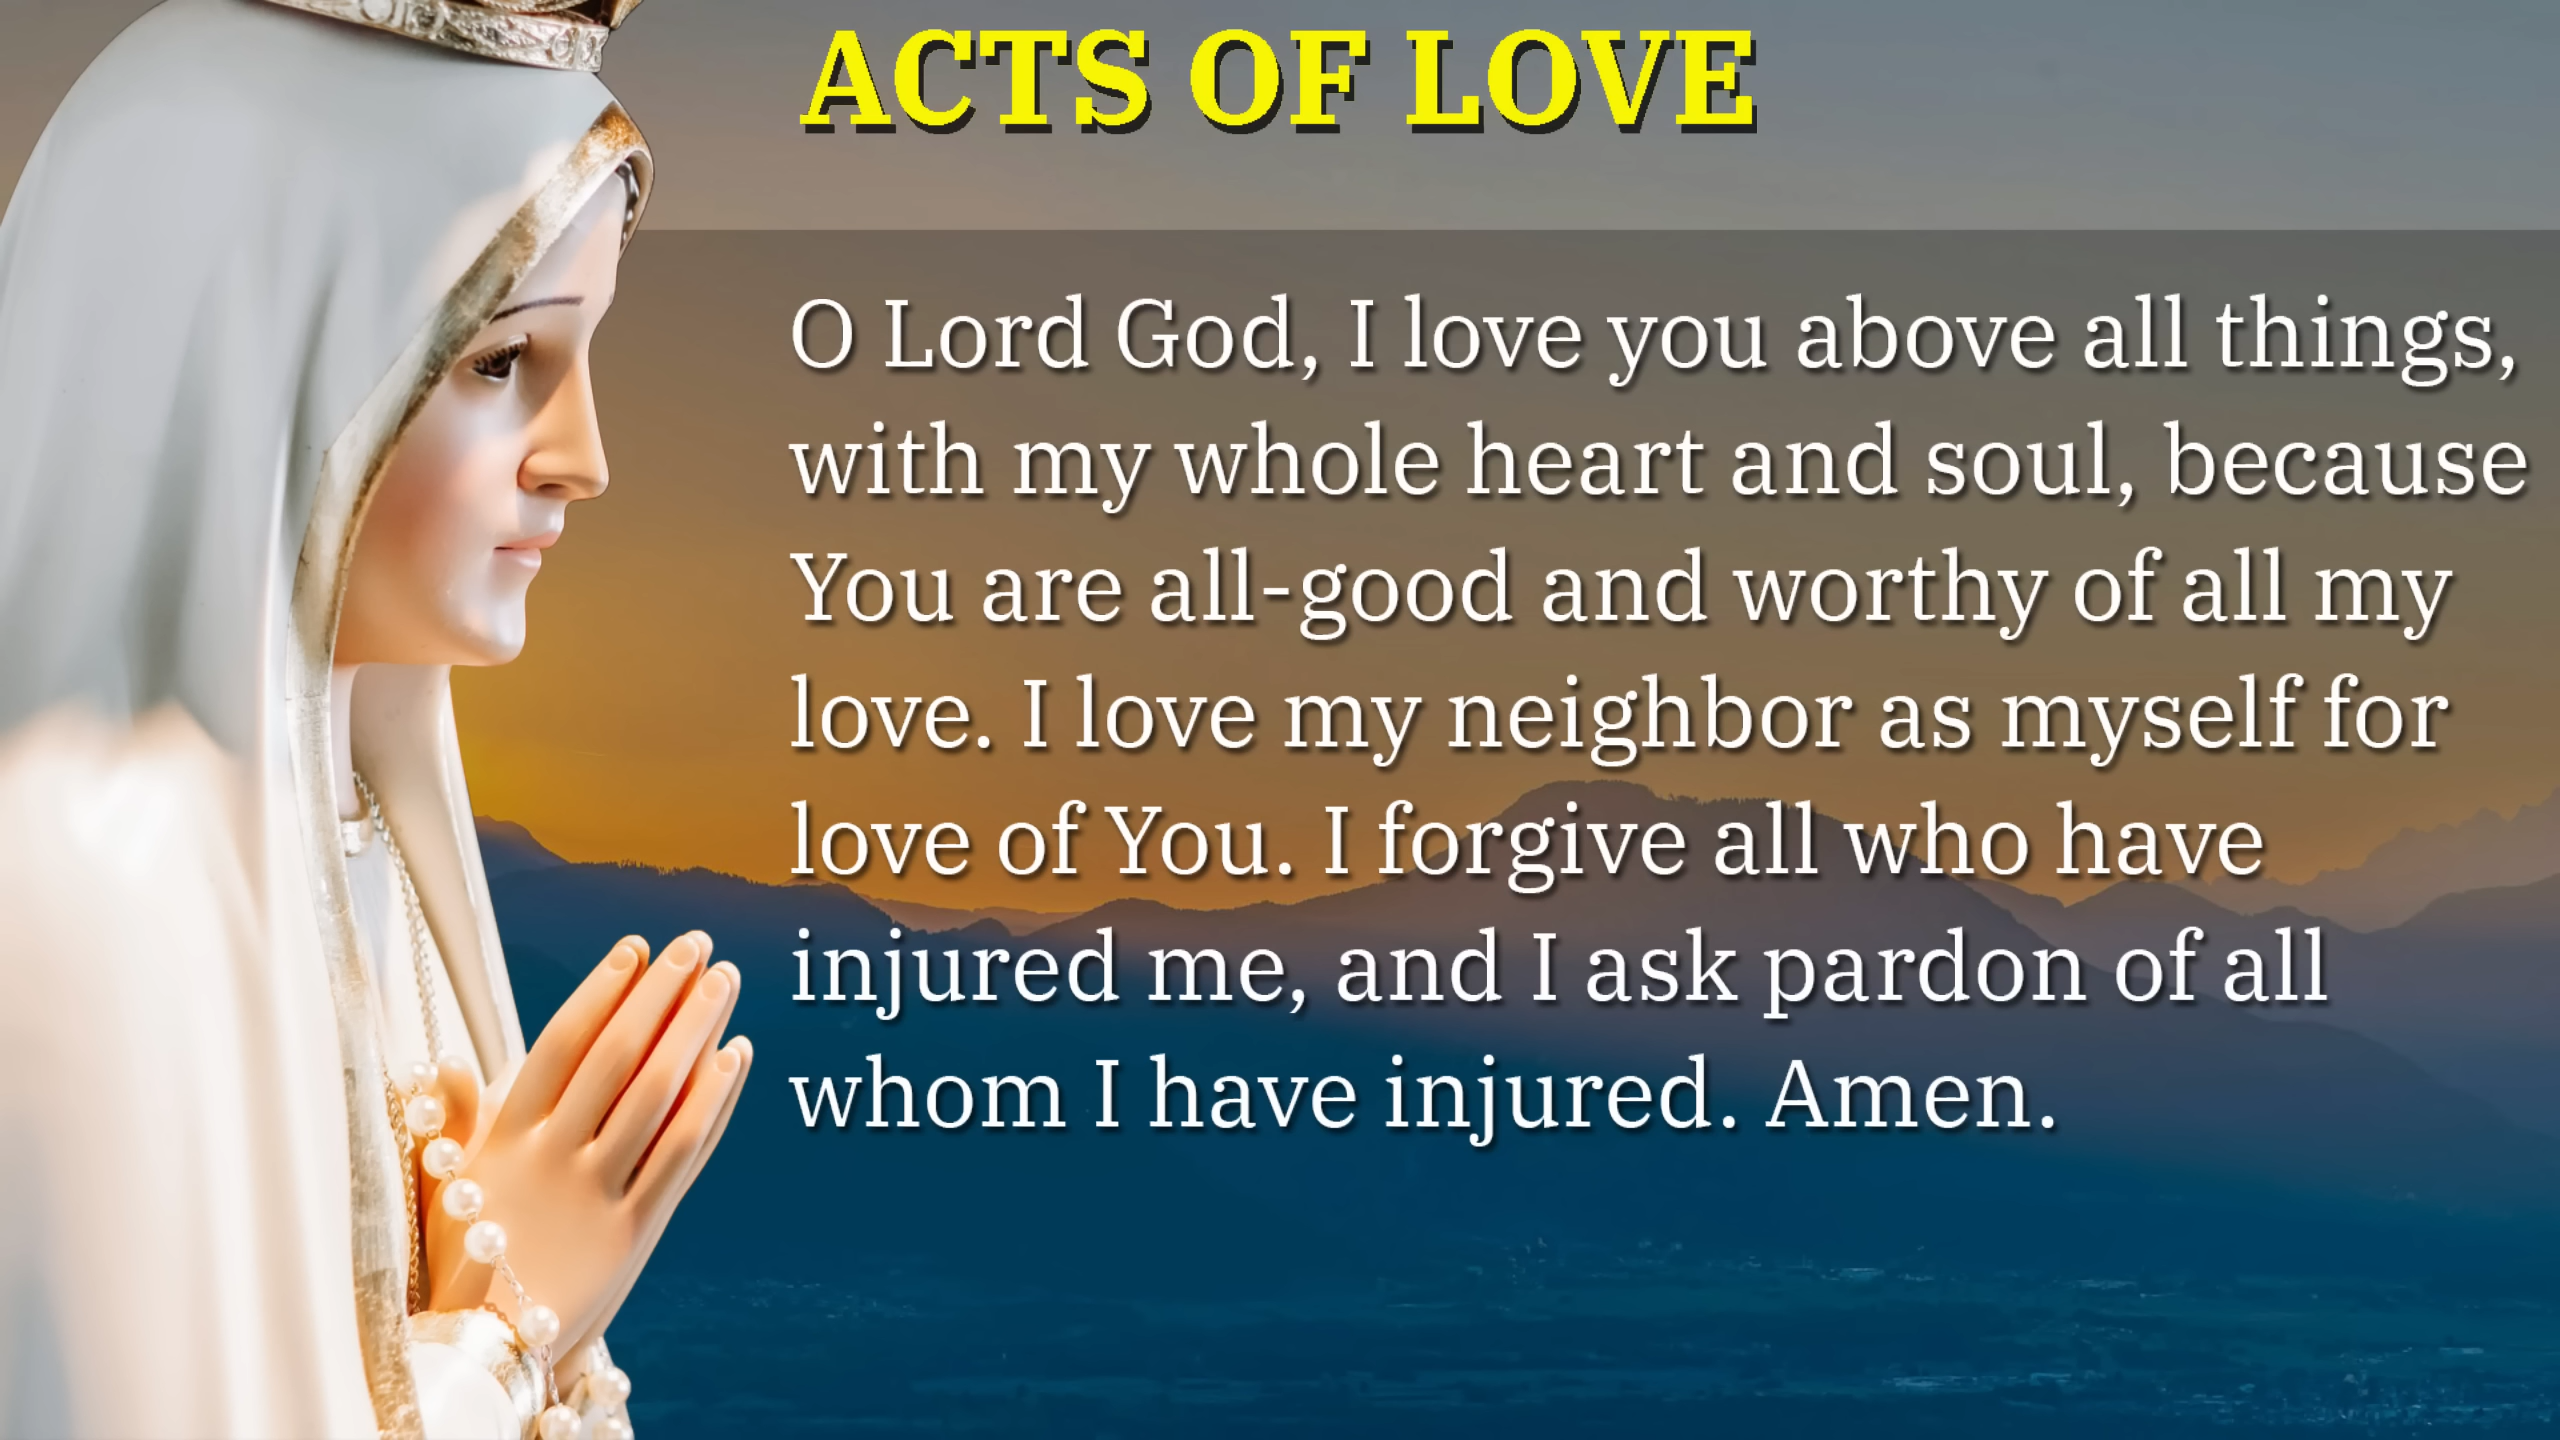 ACTS OF LOVE
O Lord God, I love you above all things,
with my whole heart and soul, because
You are all-good and worthy of all my
love. I love my neighbor as myself for
love of You. I forgive all who have
injured me, and I ask pardon of all
whom I have injured. Amen.